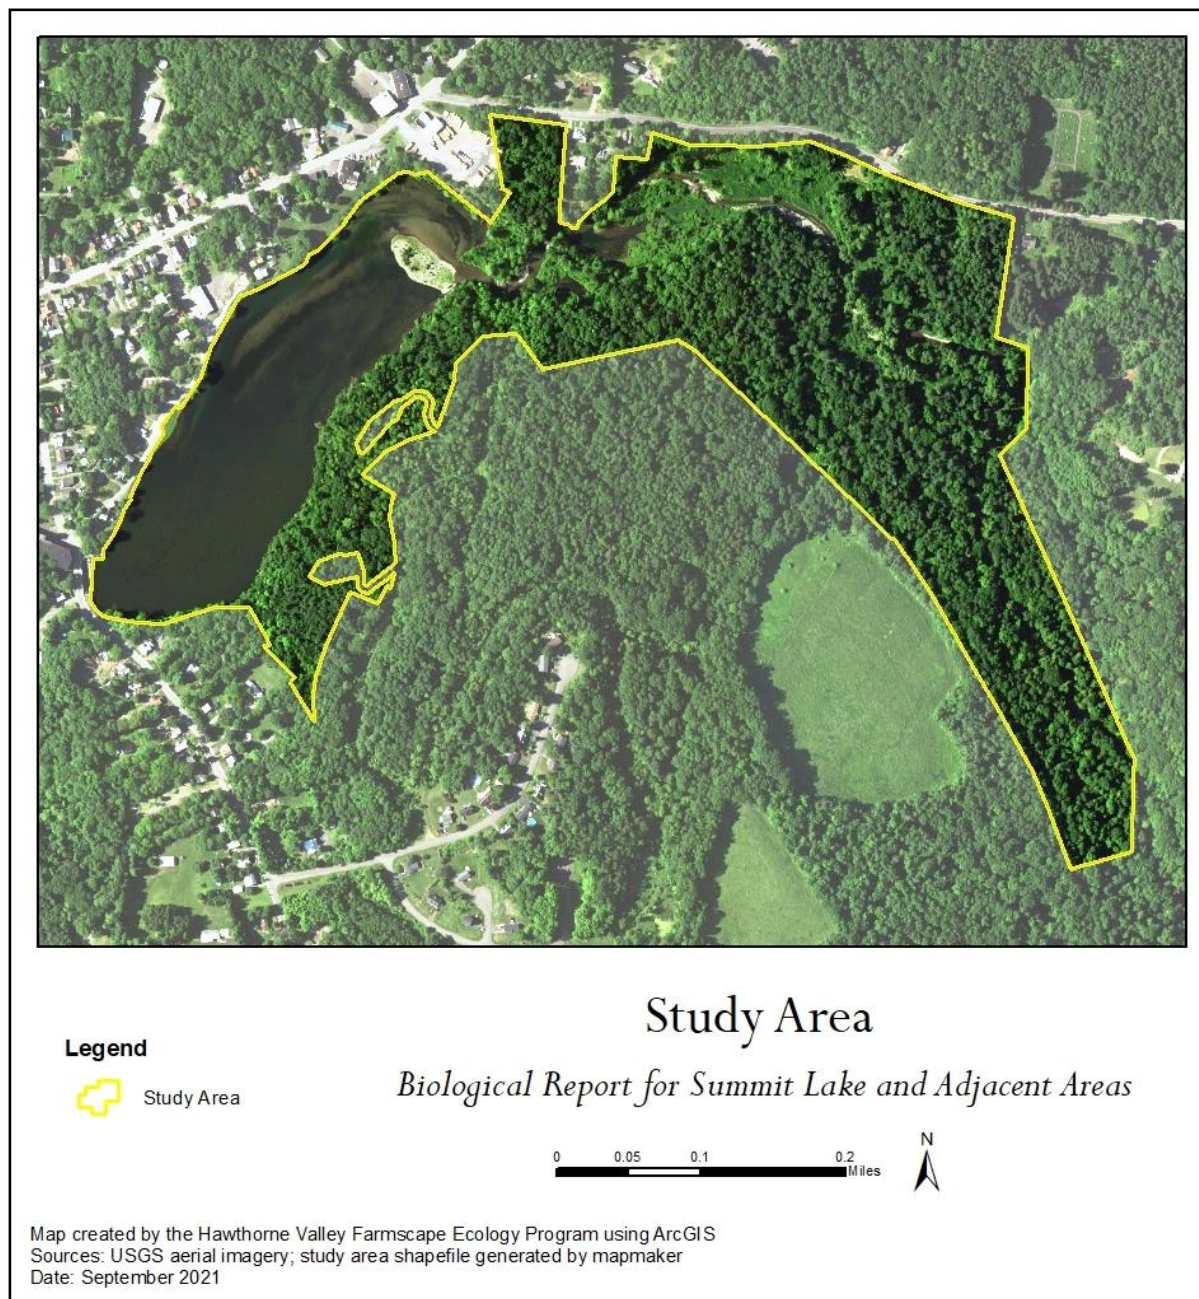 Study Area
Biological Report for Summit Lake and Adjacent Areas
Legend
Study Area
0 0.05 0.1 0.2
Miles
N
Map created by the Hawthorne Valley Farmscape Ecology Program using ArcGIS
Sources: USGS aerial imagery; study area shapefile generated by mapmaker
Date: September 2021